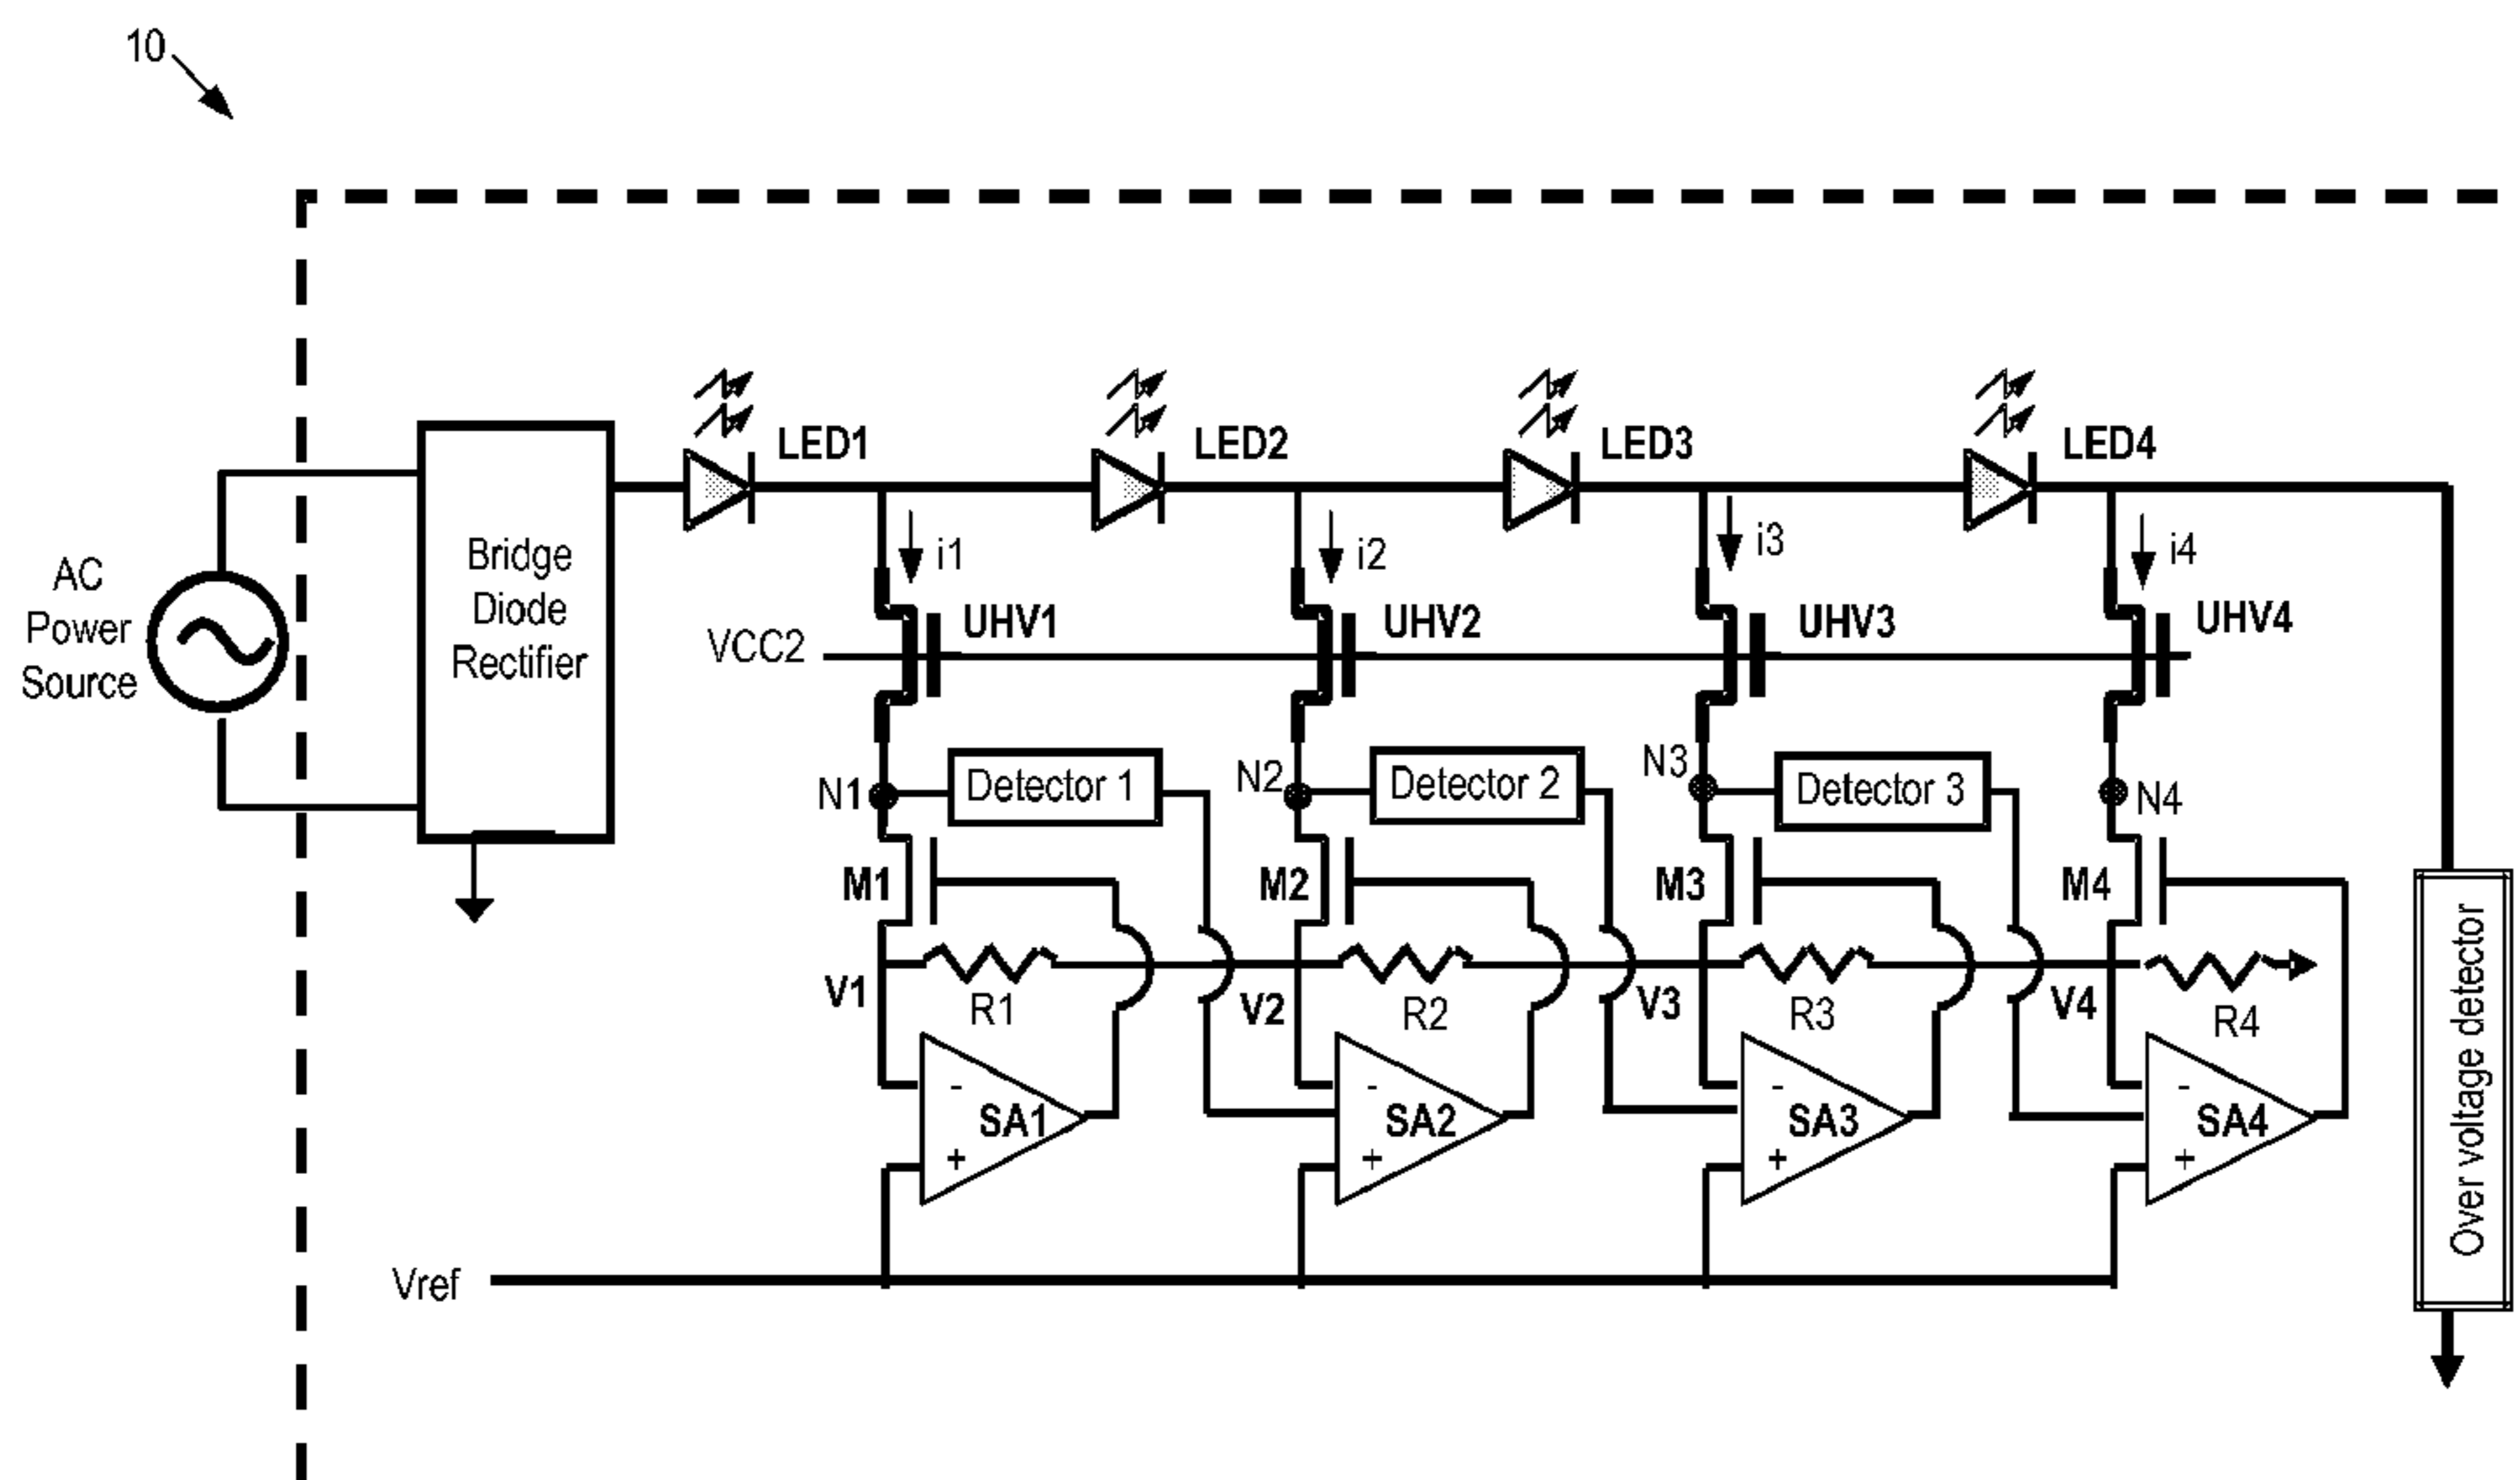 10
LED1
LED2
LED3
LED4
AC
Power
Source
Bridge
Diode
Rectifier
i1
i2
i3
i4
VCC2
UHV1
UHV2
UHV3
UHV4
N1
Detector 1
N2
Detector 2
N3
Detector 3
N4
M1
M2
M3
M4
V1
R1
V2
R2
V3
R3
V4
R4
-
SA1
+
-
SA2
+
-
SA3
+
-
SA4
+
Over voltage detector
Vref